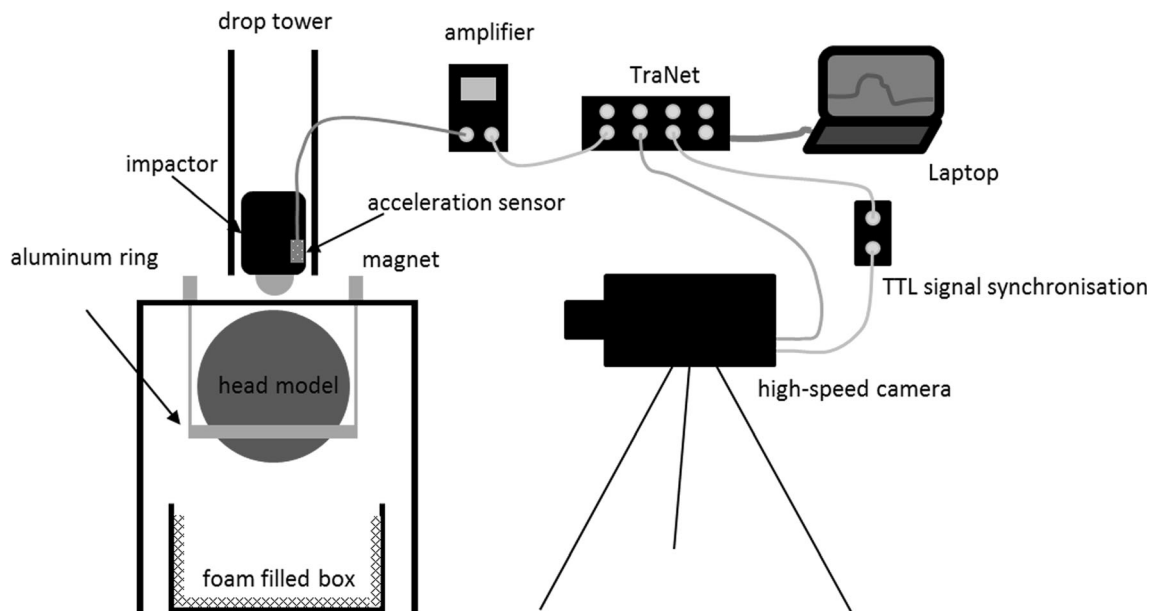 drop tower
amplifier
TraNet
impactor
acceleration sensor
Laptop
aluminum ring
magnet
TTL signal synchronisation
head model
high-speed camera
foam filled box